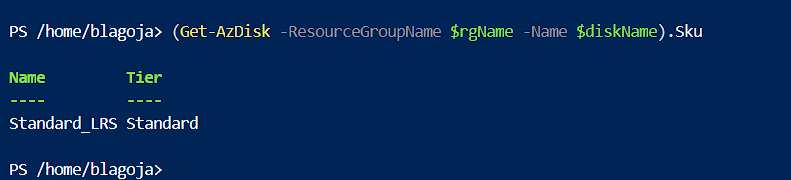 PS /home/blagoja> (Get-AzDisk -ResourceGroupName $rgName -Name $diskName).Sku
Name         Tier
----         ----
Standard_LRS Standard
PS /home/blagoja>